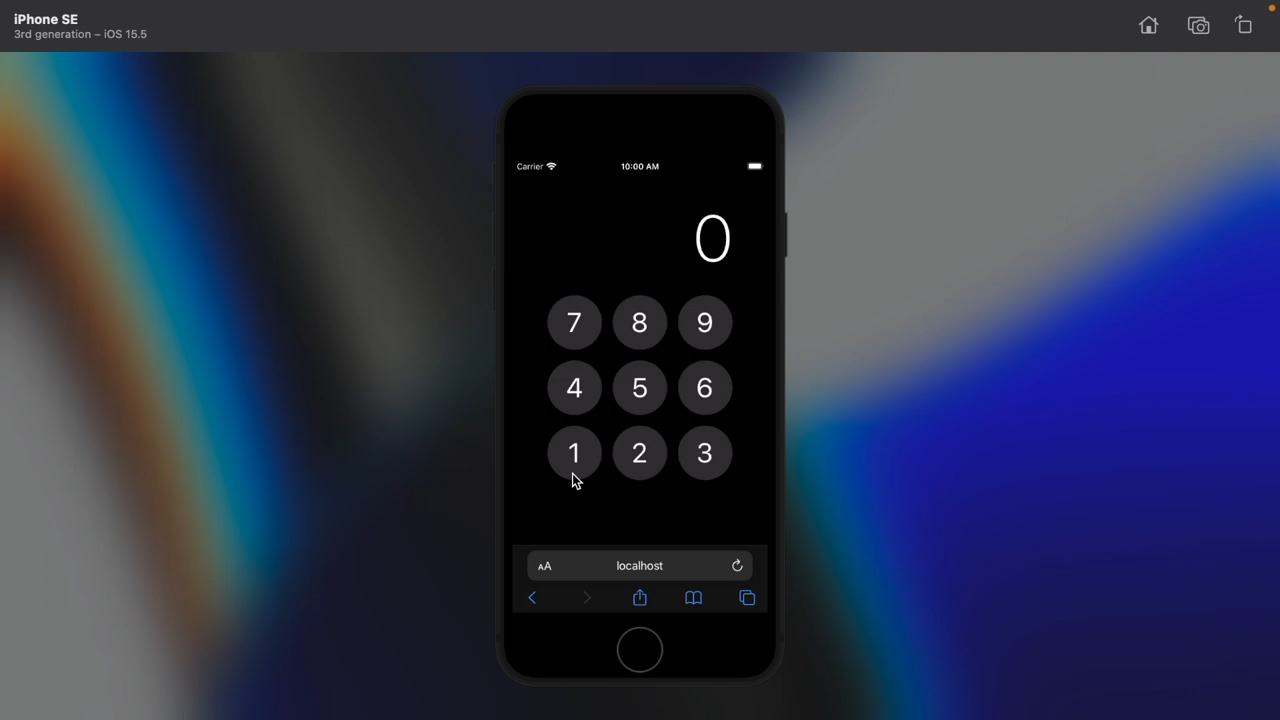 iPhone SE
3rd generation – iOS 15.5
Carrier 10:00 AM
0
7 8 9
4 5 6
1 2 3
AA localhost